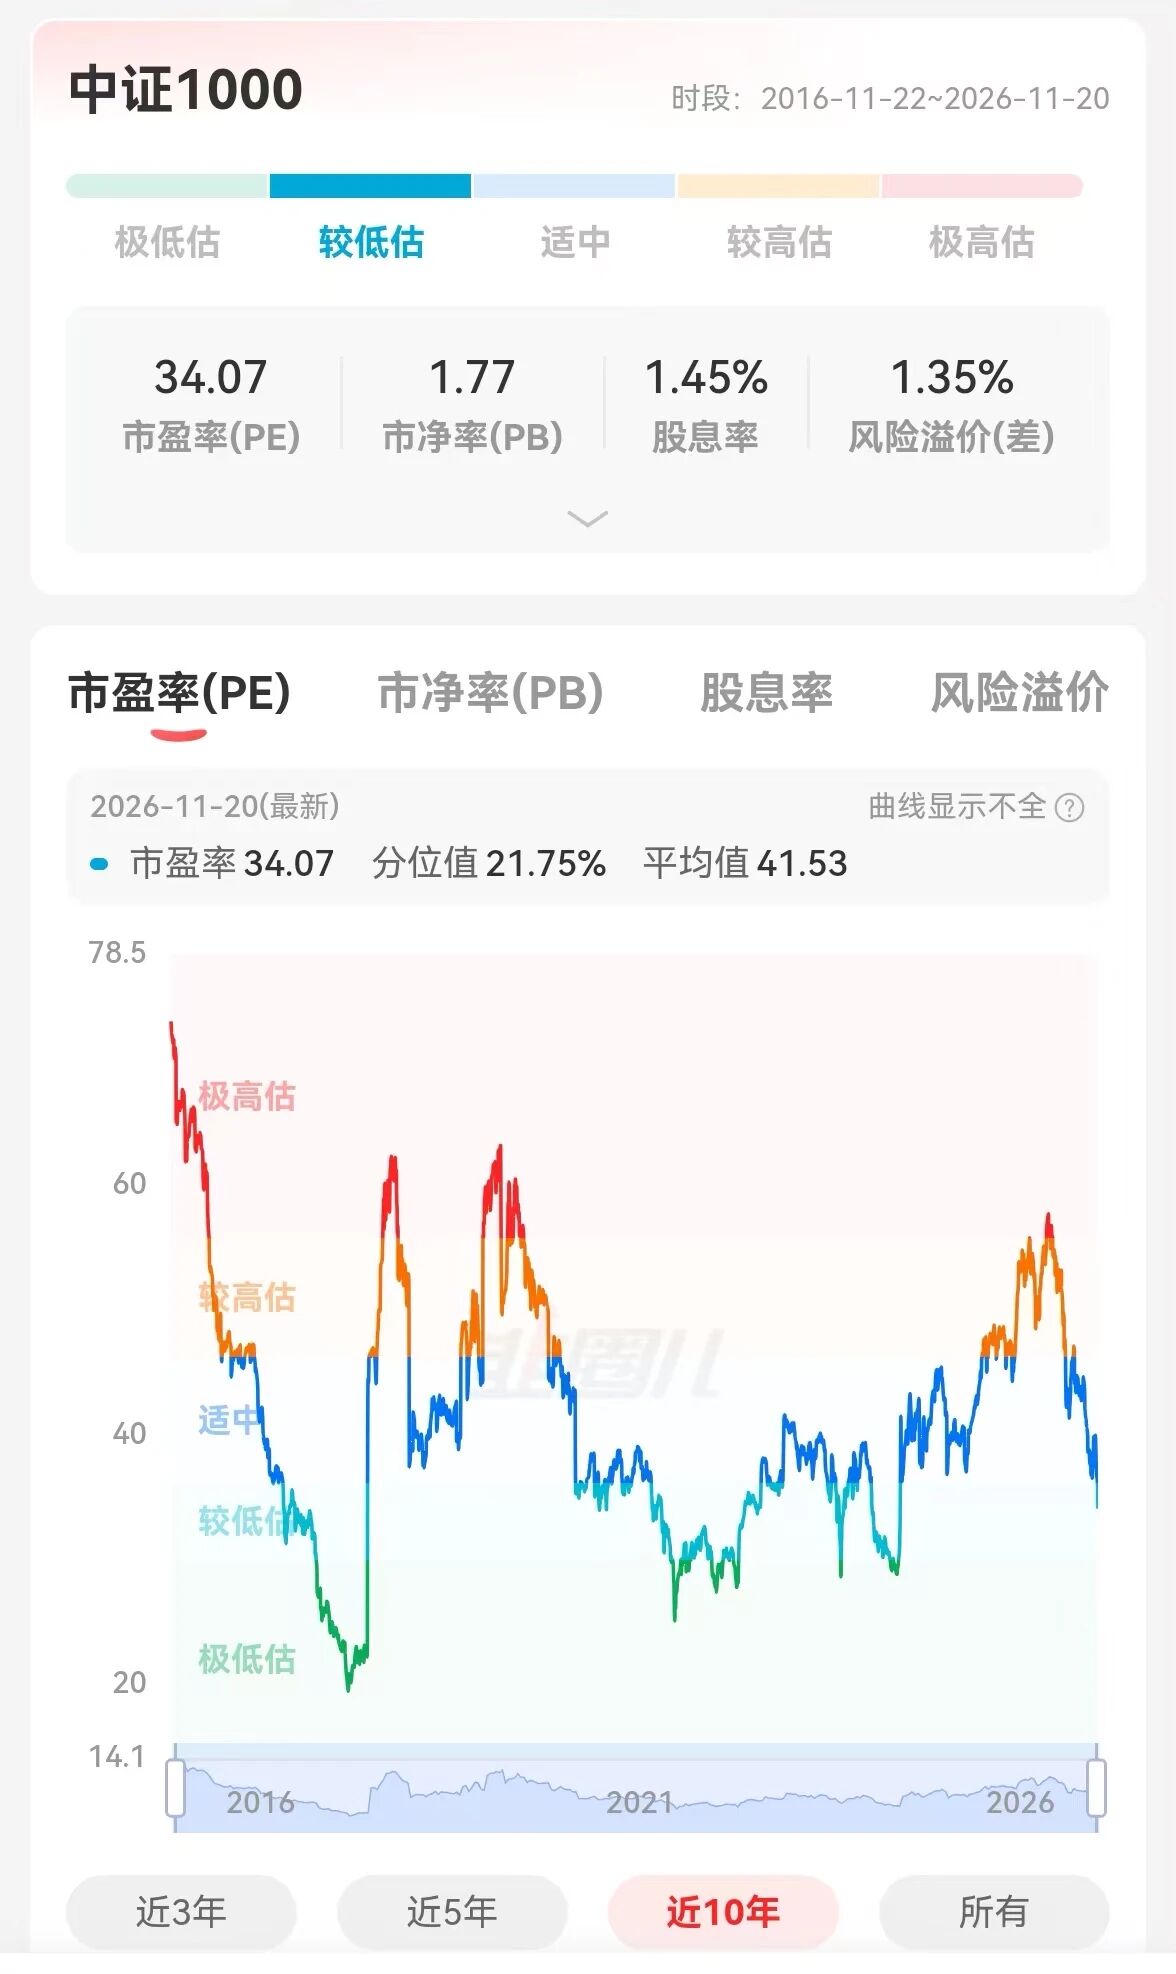 中证1000
时段：2016-11-22~2026-11-20
极低估 较低估 适中 较高估 极高估
34.07 1.77 1.45% 1.35%
市盈率(PE) 市净率(PB) 股息率 风险溢价(差)
市盈率(PE) 市净率(PB) 股息率 风险溢价
2026-11-20(最新) 曲线显示不全 ?
市盈率 34.07 分位值 21.75% 平均值 41.53
78.5
极高估
60
较高估
韭圈儿
适中
40
较低估
极低估
20
14.1
2016 2021 2026
近3年 近5年 近10年 所有